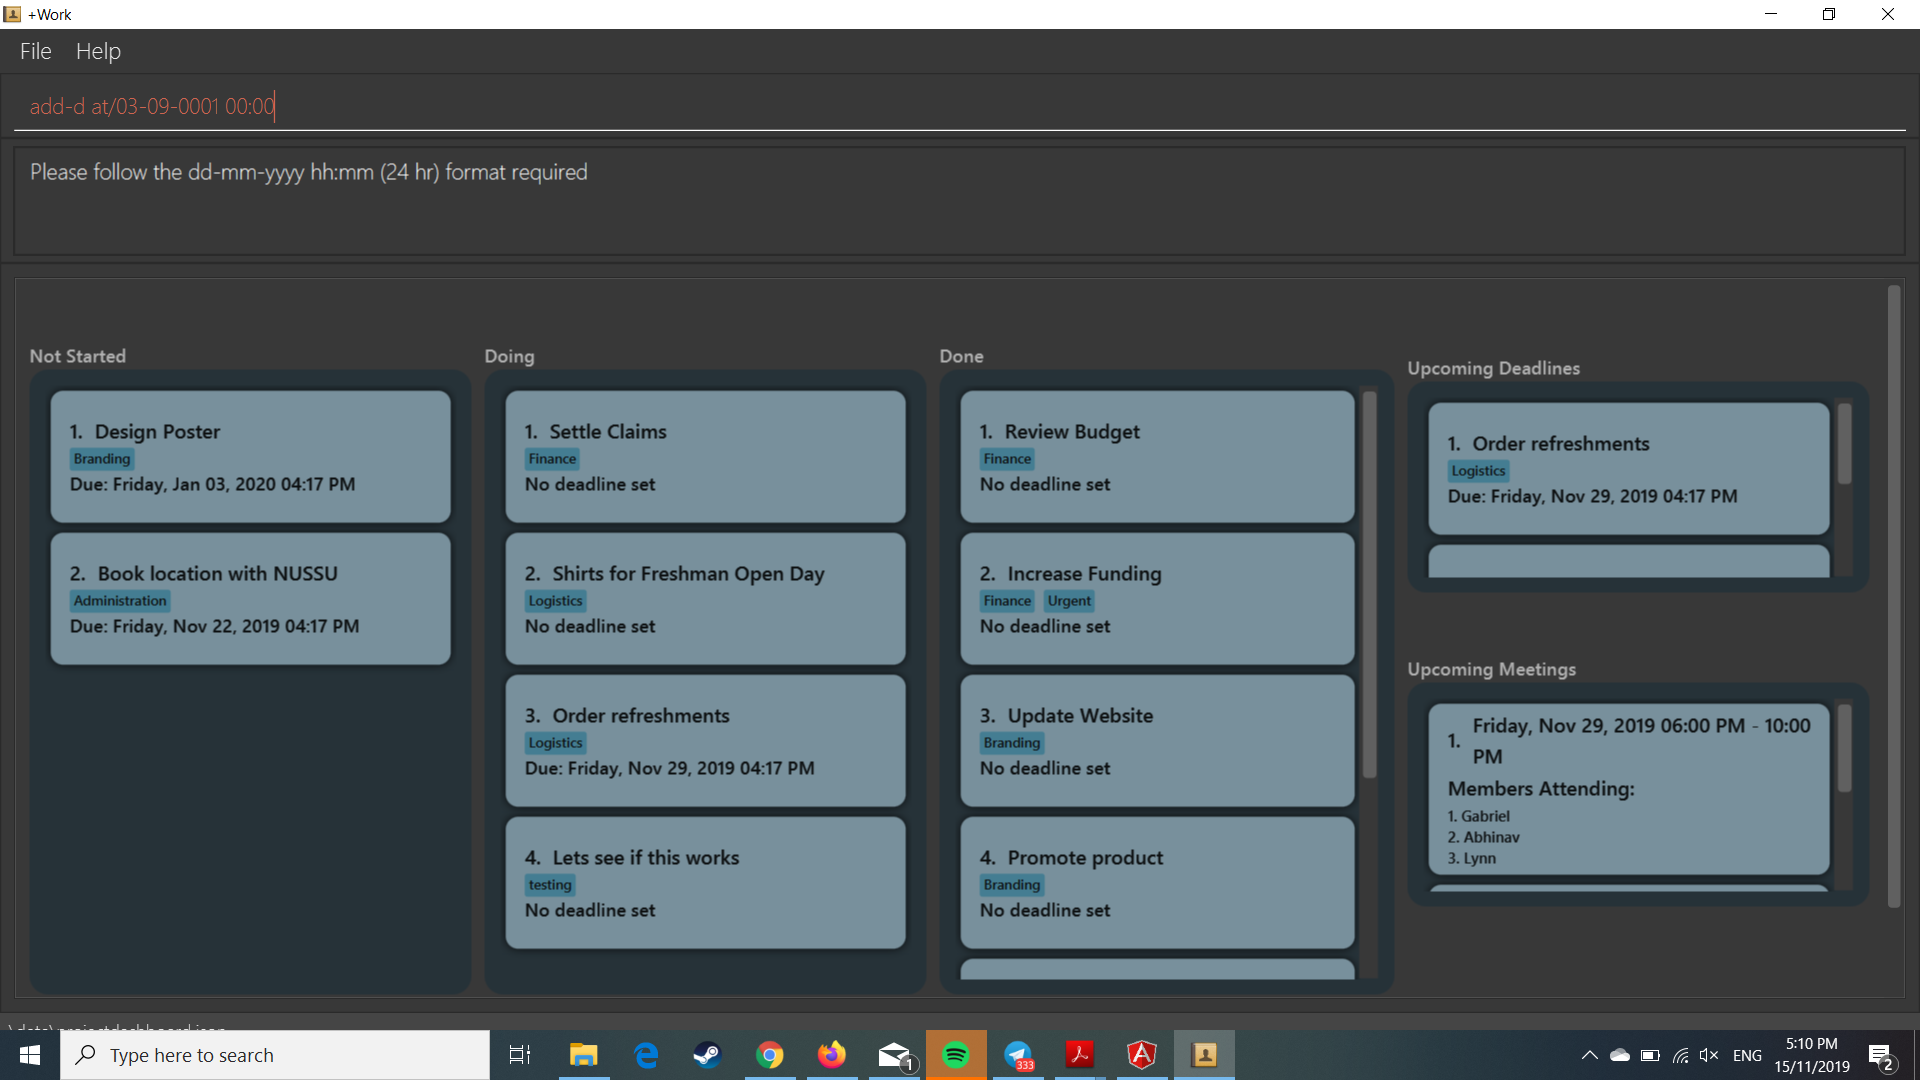 +Work
File Help
add-d at/03-09-0001 00:00
Please follow the dd-mm-yyyy hh:mm (24 hr) format required
Not Started
1. Design Poster
Branding
Due: Friday, Jan 03, 2020 04:17 PM
2. Book location with NUSSU
Administration
Due: Friday, Nov 22, 2019 04:17 PM
Doing
1. Settle Claims
Finance
No deadline set
2. Shirts for Freshman Open Day
Logistics
No deadline set
3. Order refreshments
Logistics
Due: Friday, Nov 29, 2019 04:17 PM
4. Lets see if this works
testing
No deadline set
Done
1. Review Budget
Finance
No deadline set
2. Increase Funding
Finance Urgent
No deadline set
3. Update Website
Branding
No deadline set
4. Promote product
Branding
No deadline set
Upcoming Deadlines
1. Order refreshments
Logistics
Due: Friday, Nov 29, 2019 04:17 PM
Upcoming Meetings
1. Friday, Nov 29, 2019 06:00 PM - 10:00
PM
Members Attending:
1. Gabriel
2. Abhinav
3. Lynn
Type here to search
1
333
ENG
5:10 PM
15/11/2019
2